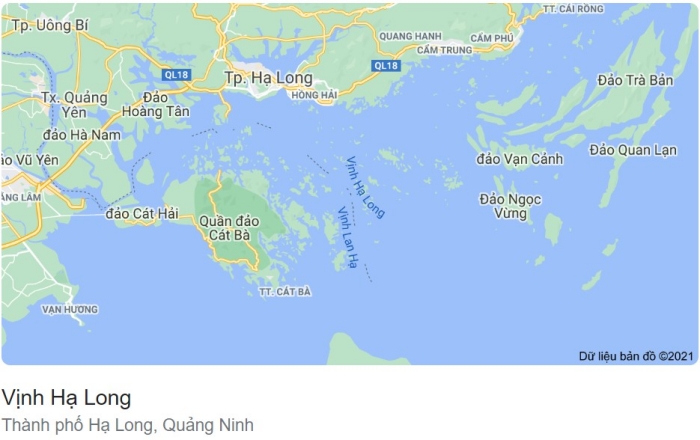 TT. CÁI RỒNG
Tp. Uông Bí
QUANG HANH
CẨM PHÚ
CẨM TRUNG
QL18
QL18
Tp. Hạ Long
Đảo Trà Bản
HỒNG HẢI
Tx. Quảng
Yên
Đảo
Hoàng Tân
đảo Hà Nam
Đảo Quan Lạn
ảo Vũ Yên
đảo Vạn Cảnh
Vịnh Hạ Long
ẢNG LÂM
Đảo Ngọc
Vừng
đảo Cát Hải
Quần đảo
Cát Bà
Vịnh Lan Hạ
TT. CÁT BÀ
VẠN HƯƠNG
Dữ liệu bản đồ ©2021
Vịnh Hạ Long
Thành phố Hạ Long, Quảng Ninh